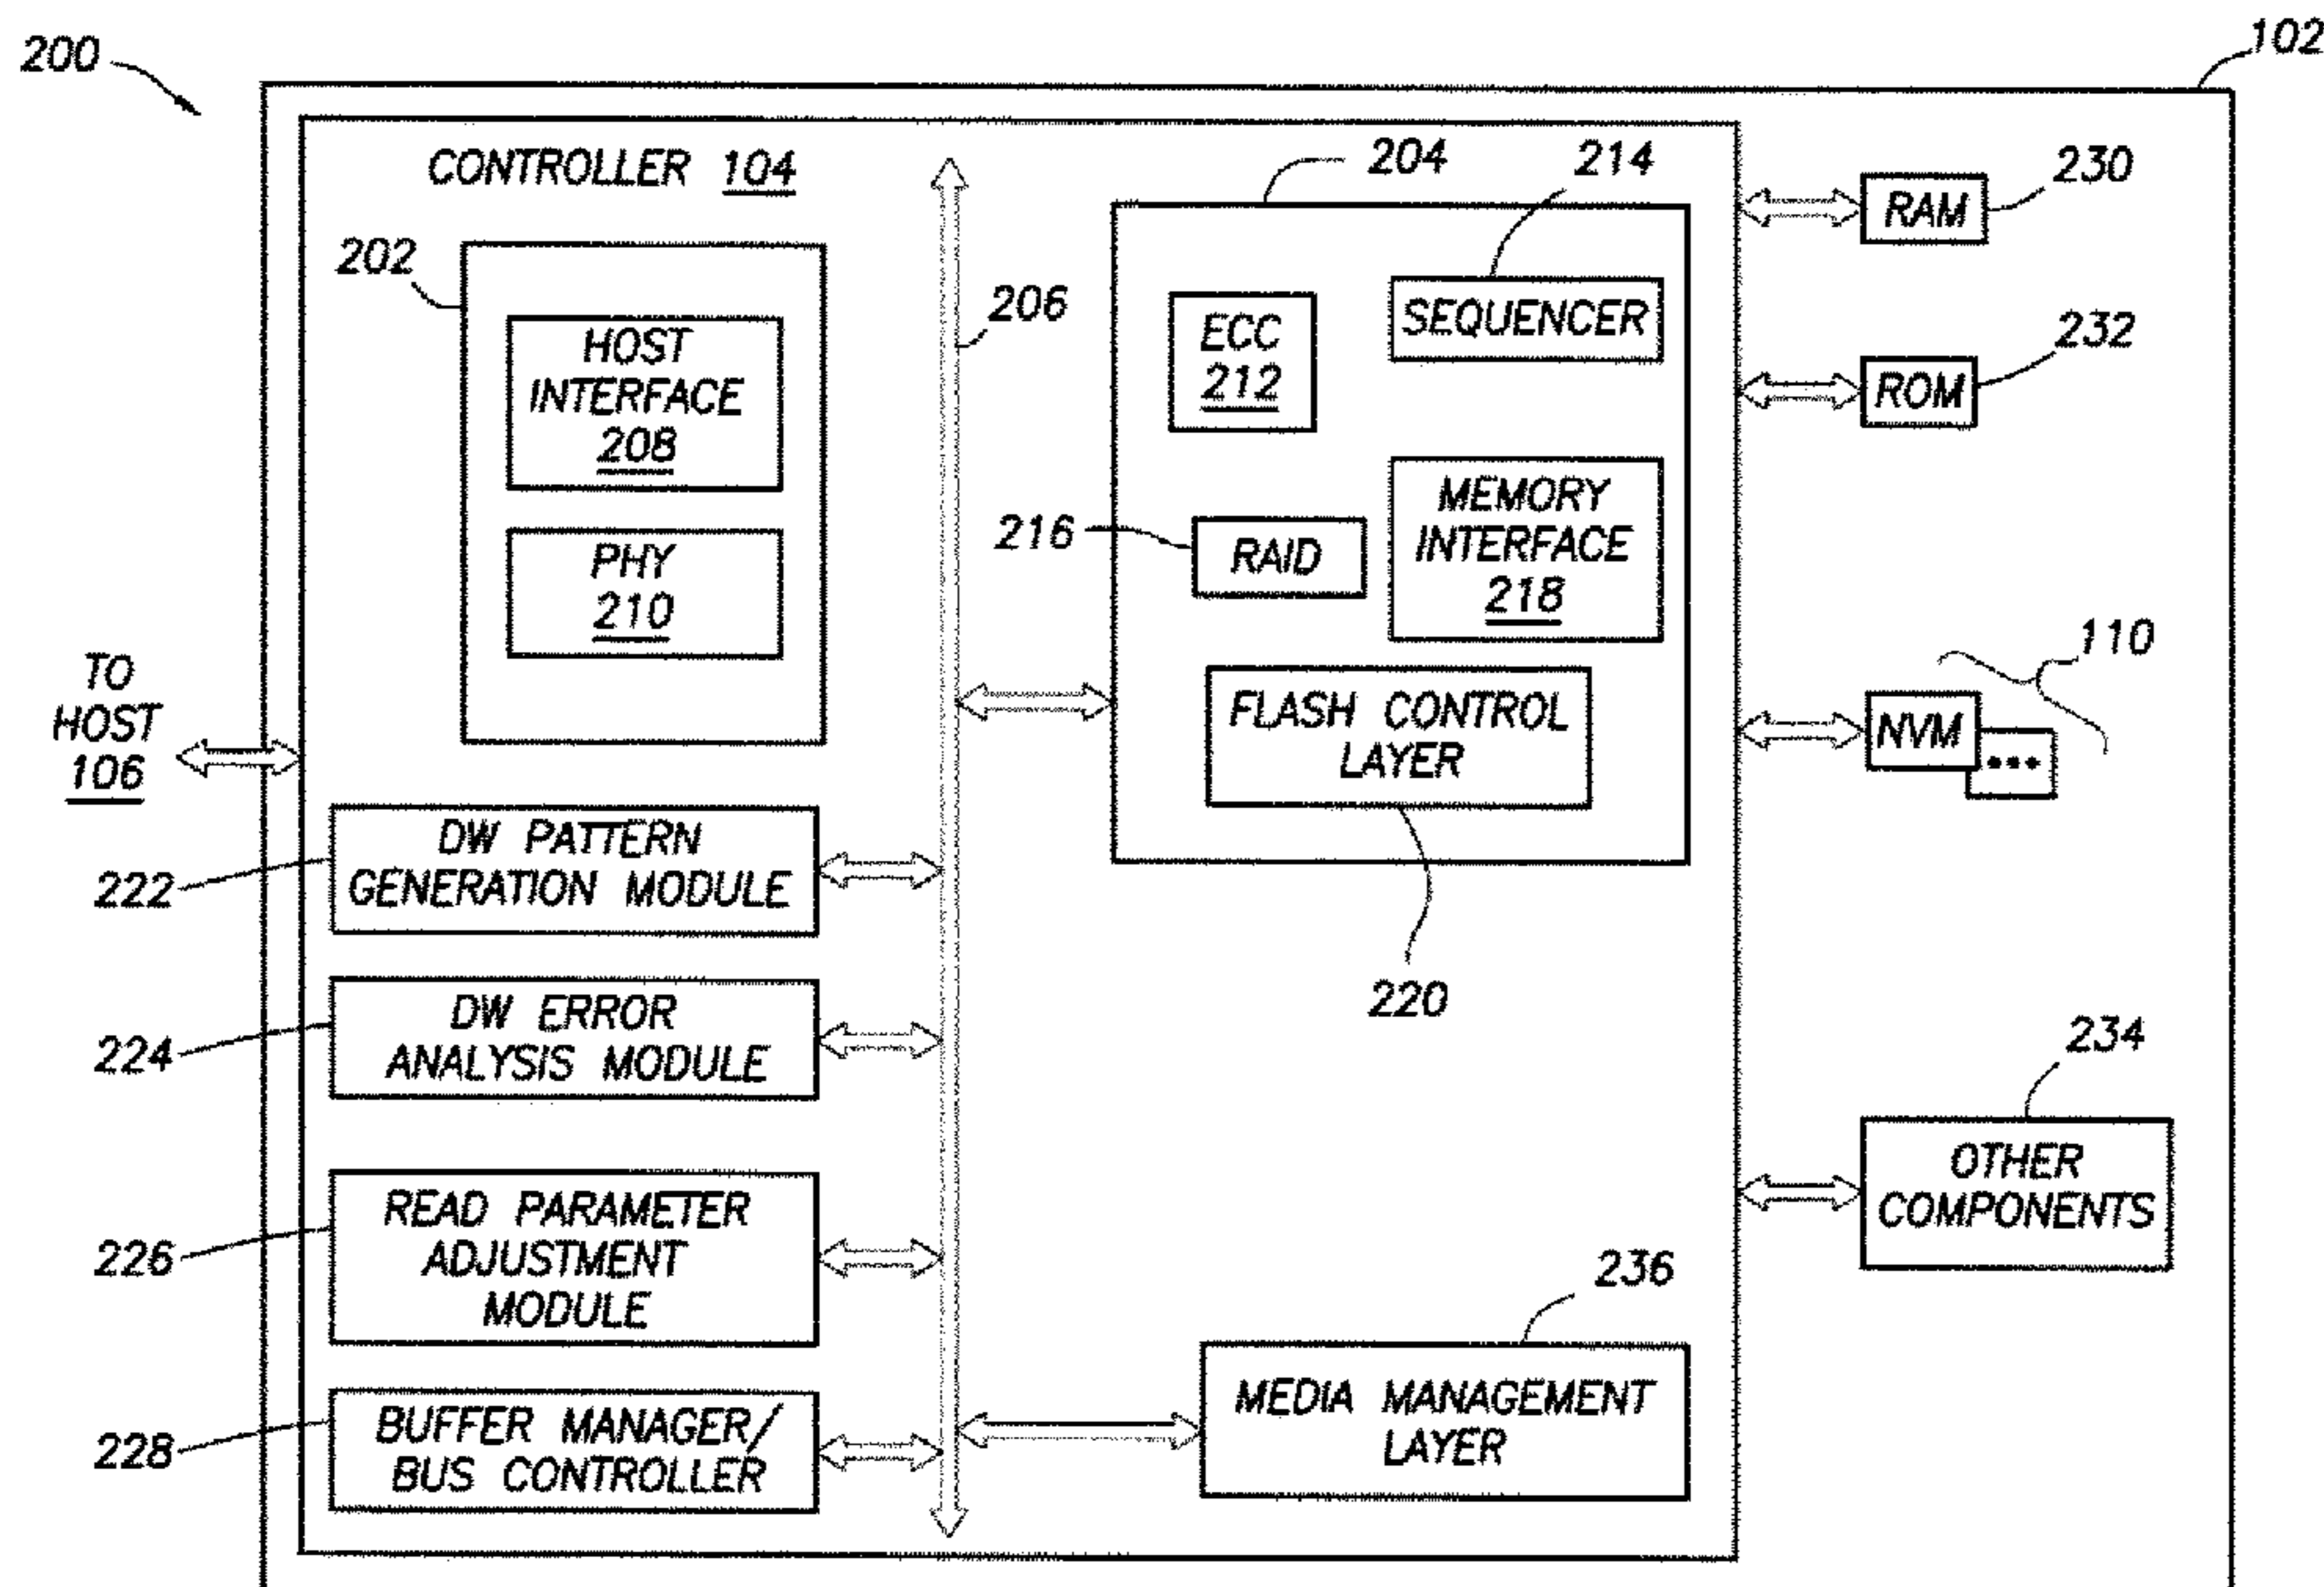 200
102
CONTROLLER 104
204
214
230
RAM
202
206
SEQUENCER
ECC
212
232
ROM
HOST
INTERFACE
208
MEMORY
INTERFACE
218
216
RAID
PHY
210
110
TO
HOST
106
FLASH CONTROL
LAYER
NVM
•••
222
DW PATTERN
GENERATION MODULE
220
224
DW ERROR
ANALYSIS MODULE
234
OTHER
COMPONENTS
226
READ PARAMETER
ADJUSTMENT
MODULE
236
228
BUFFER MANAGER/
BUS CONTROLLER
MEDIA MANAGEMENT
LAYER